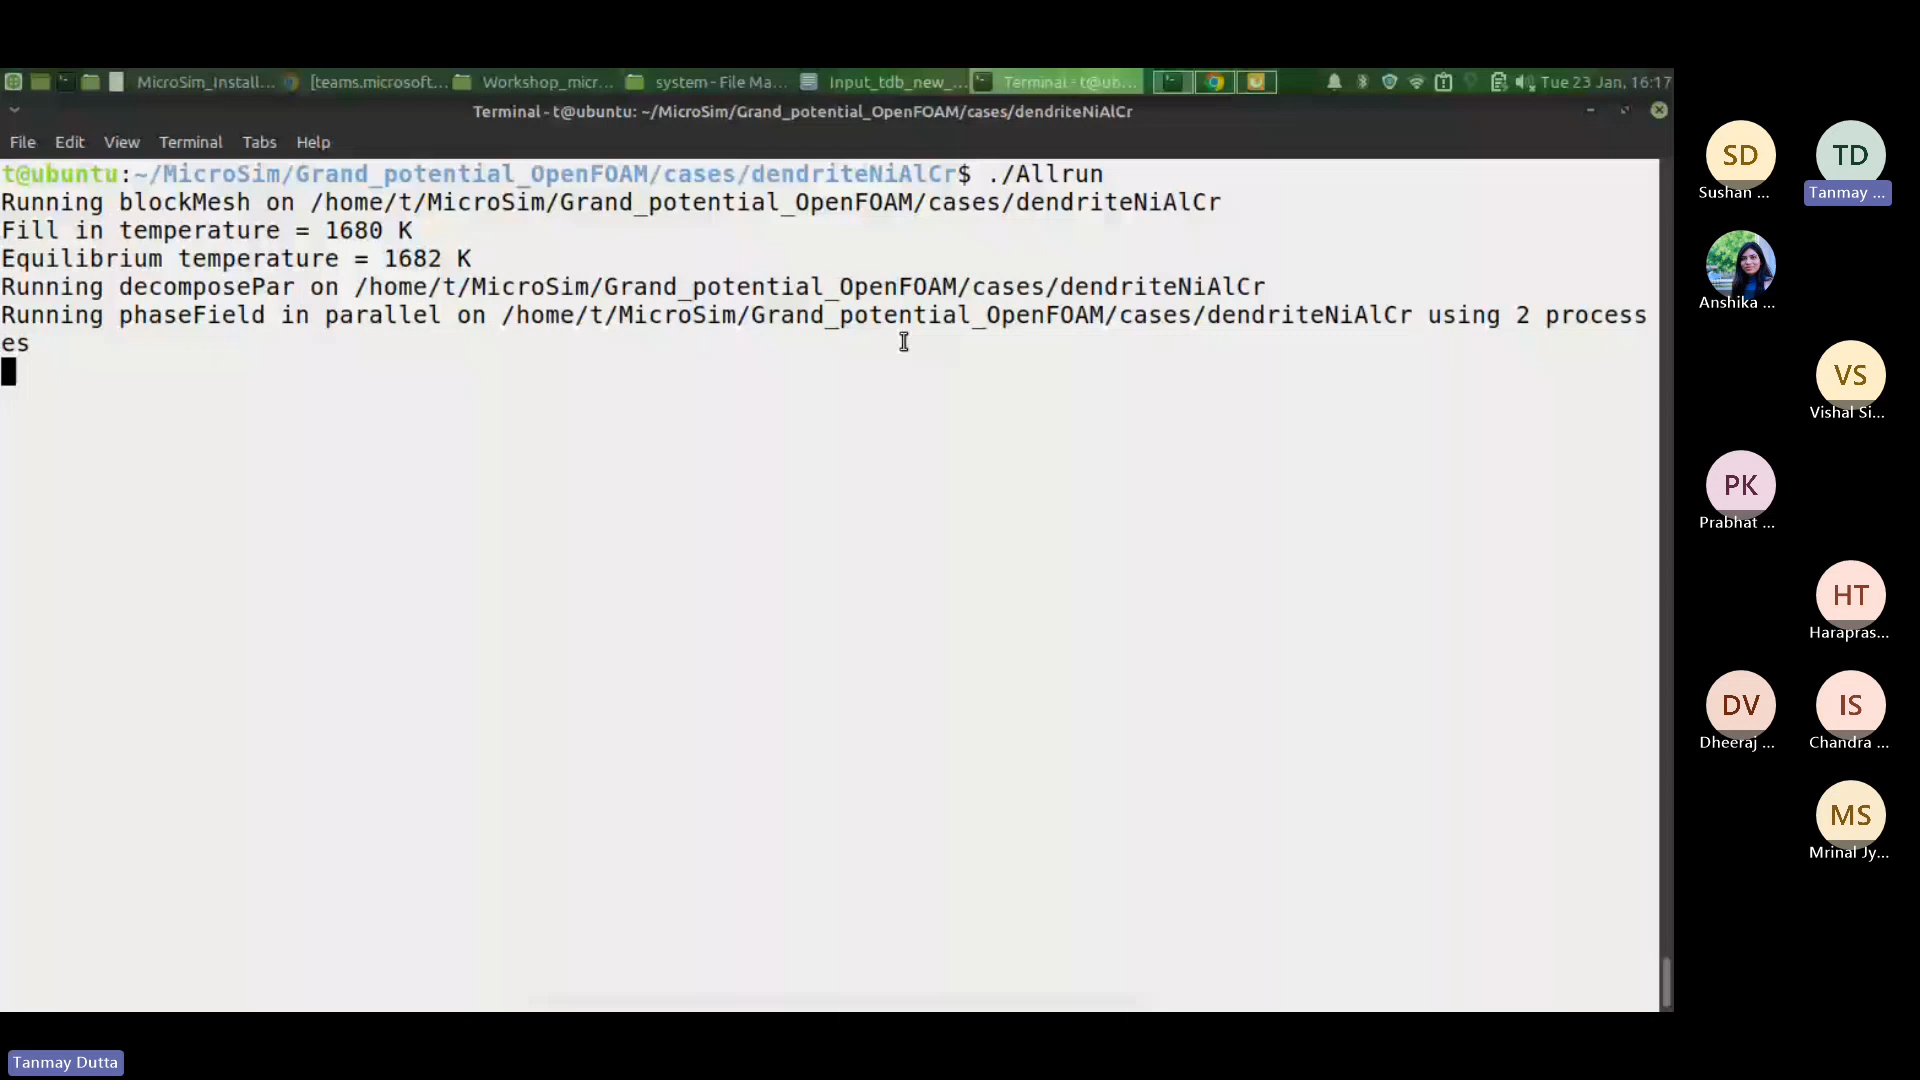 MicroSim_Install... [teams.microsoft... Workshop_micr... system - File Ma... Input_tdb_new_... Terminal - t@ub... Tue 23 Jan, 16:17
Terminal - t@ubuntu: ~/MicroSim/Grand_potential_OpenFOAM/cases/dendriteNiAlCr
File Edit View Terminal Tabs Help
t@ubuntu:~/MicroSim/Grand_potential_OpenFOAM/cases/dendriteNiAlCr$ ./Allrun
Running blockMesh on /home/t/MicroSim/Grand_potential_OpenFOAM/cases/dendriteNiAlCr
Fill in temperature = 1680 K
Equilibrium temperature = 1682 K
Running decomposePar on /home/t/MicroSim/Grand_potential_OpenFOAM/cases/dendriteNiAlCr
Running phaseField in parallel on /home/t/MicroSim/Grand_potential_OpenFOAM/cases/dendriteNiAlCr using 2 process
es
SD TD
Sushan ... Tanmay ...
Anshika ...
VS
Vishal Si...
PK
Prabhat ...
HT
Harapras...
DV IS
Dheeraj ... Chandra ...
MS
Mrinal Jy...
Tanmay Dutta